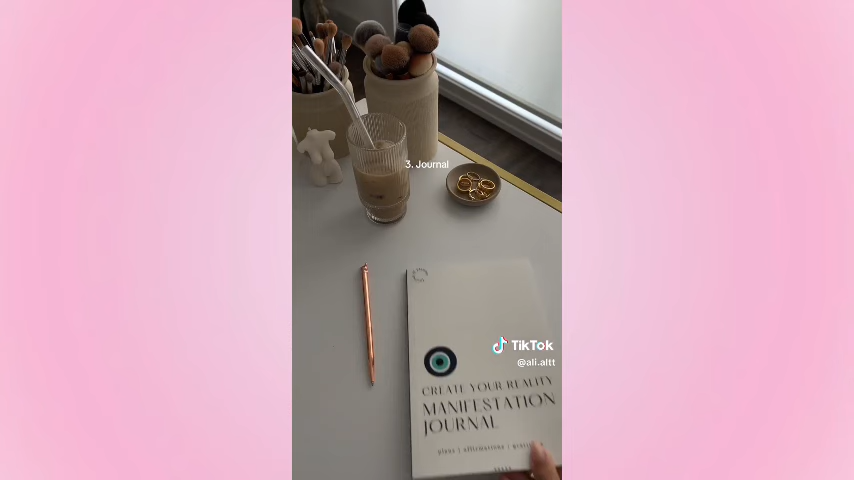 3. Journal
TikTok
@ali.altt
CREATE YOUR REALITY
MANIFESTATION
JOURNAL